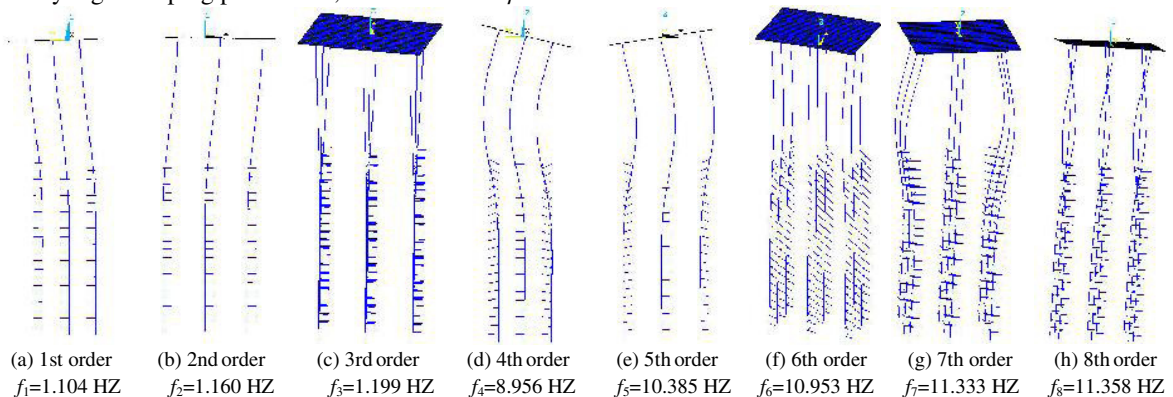 (a) 1st order (b) 2nd order (c) 3rd order (d) 4th order (e) 5th order (f) 6th order (g) 7th order (h) 8th order
f₁=1.104 HZ f₂=1.160 HZ f₃=1.199 HZ f₄=8.956 HZ f₅=10.385 HZ f₆=10.953 HZ f₇=11.333 HZ f₈=11.358 HZ